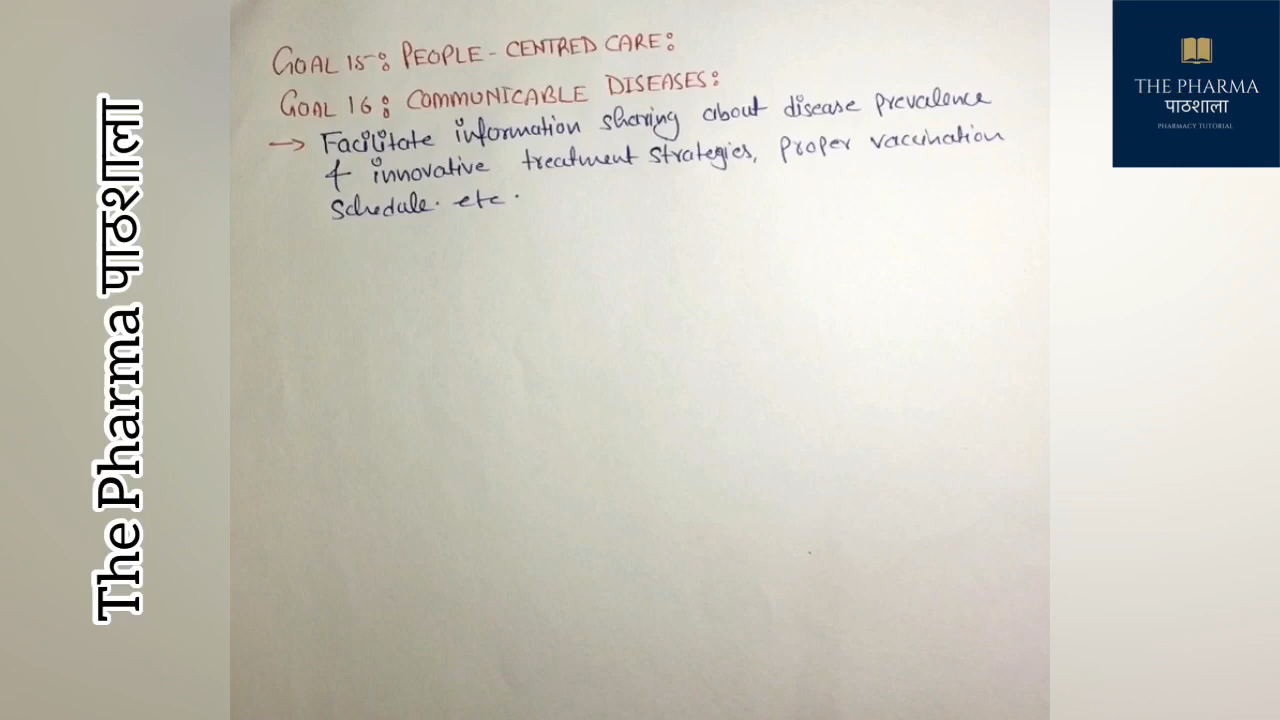 GOAL 15: PEOPLE-CENTRED CARE:
GOAL 16: COMMUNICABLE DISEASES:
→ Facilitate information sharing about disease prevalence
& innovative treatment strategies, proper vaccination
schedule. etc.
The Pharma पाठशाला
THE PHARMA
पाठशाला
PHARMACY TUTORIAL